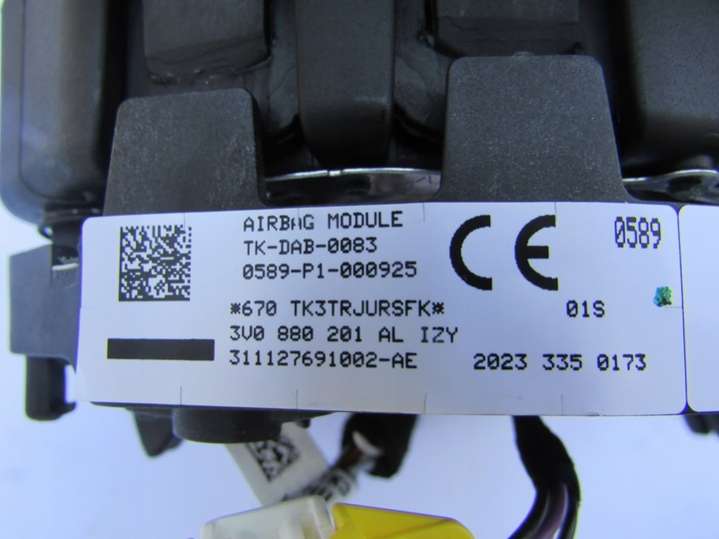 AIRBAG MODULE
TK-DAB-0083
0589-P1-000925
CE
0589
*670 TK3TRJURSFK*
01S
3V0 880 201 AL IZY
311127691002-AE
2023 335 0173